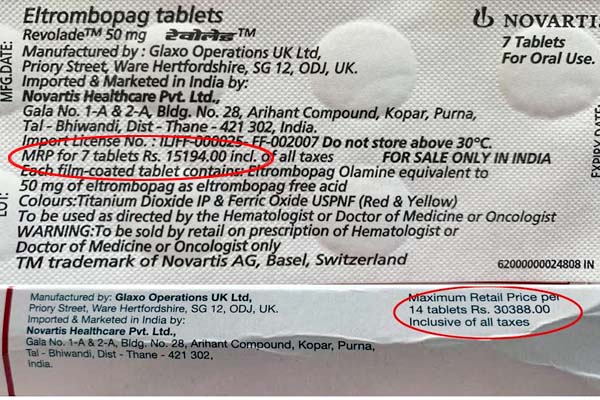 Eltrombopag tablets
Revolade™ 50 mg रेवोलेड™
Manufactured by : Glaxo Operations UK Ltd,
Priory Street, Ware Hertfordshire, SG 12, ODJ, UK.
Imported & Marketed in India by:
Novartis Healthcare Pvt. Ltd.,
Gala No. 1-A & 2-A, Bldg. No. 28, Arihant Compound, Kopar, Purna,
Tal - Bhiwandi, Dist - Thane - 421 302, India.
Import License No. : Do not store above 30°C.
MRP for 7 tablets Rs. 15194.00 incl. of all taxes FOR SALE ONLY IN INDIA
Each film-coated tablet contains: Eltrombopag Olamine equivalent to
50 mg of eltrombopag as eltrombopag free acid
Colours:Titanium Dioxide IP & Ferric Oxide USPNF (Red & Yellow)
To be used as directed by the Hematologist or Doctor of Medicine or Oncologist
WARNING:To be sold by retail on prescription of Hematologist or
Doctor of Medicine or Oncologist only
TM trademark of Novartis AG, Basel, Switzerland
62000000024808 IN
NOVARTIS
7 Tablets
For Oral Use.
MFG.DATE:
LOT:
EXPIRY DATE:
Manufactured by: Glaxo Operations UK Ltd,
Priory Street, Ware Hertfordshire, SG 12, ODJ, UK.
Imported & Marketed in India by:
Novartis Healthcare Pvt. Ltd.,
Gala No. 1-A & 2-A, Bldg. No. 28, Arihant Compound, Kopar, Purna,
Tal - Bhiwandi, Dist - Thane - 421 302,
India.
Maximum Retail Price per
14 tablets Rs. 30388.00
Inclusive of all taxes